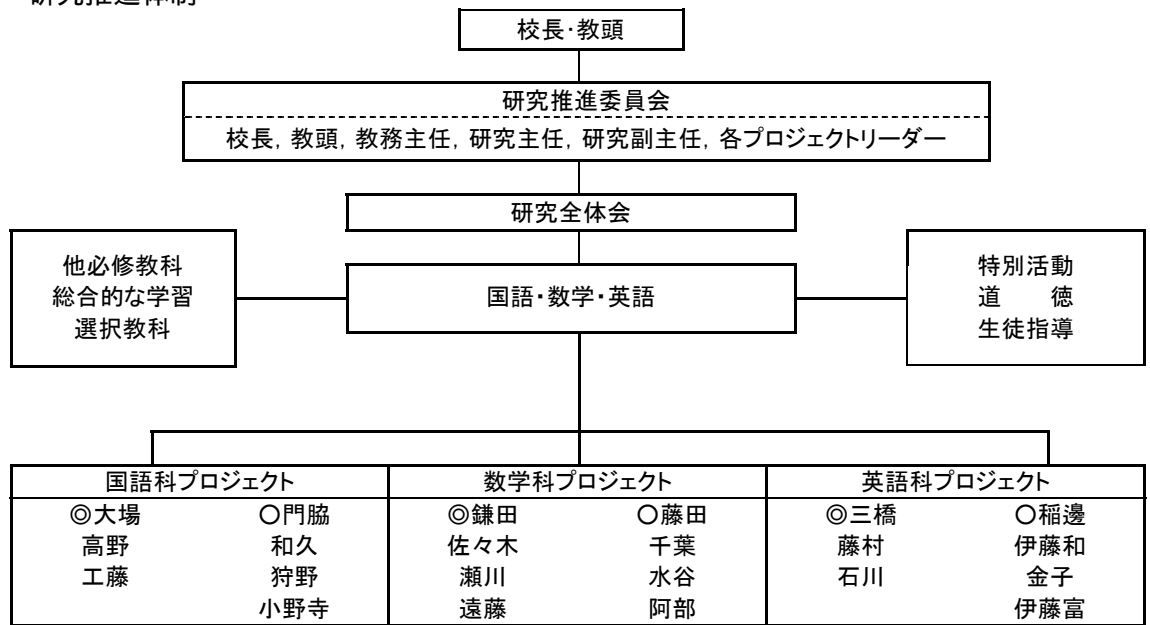 校長・教頭
研究推進委員会
校長, 教頭, 教務主任, 研究主任, 研究副主任, 各プロジェクトリーダー
研究全体会
他必修教科
総合的な学習
選択教科
国語・数学・英語
特別活動
道　　徳
生徒指導
国語科プロジェクト
◎大場 〇門脇
高野 和久
工藤 狩野
小野寺
数学科プロジェクト
◎鎌田 〇藤田
佐々木 千葉
瀬川 水谷
遠藤 阿部
英語科プロジェクト
◎三橋 〇稲邊
藤村 伊藤和
石川 金子
伊藤富